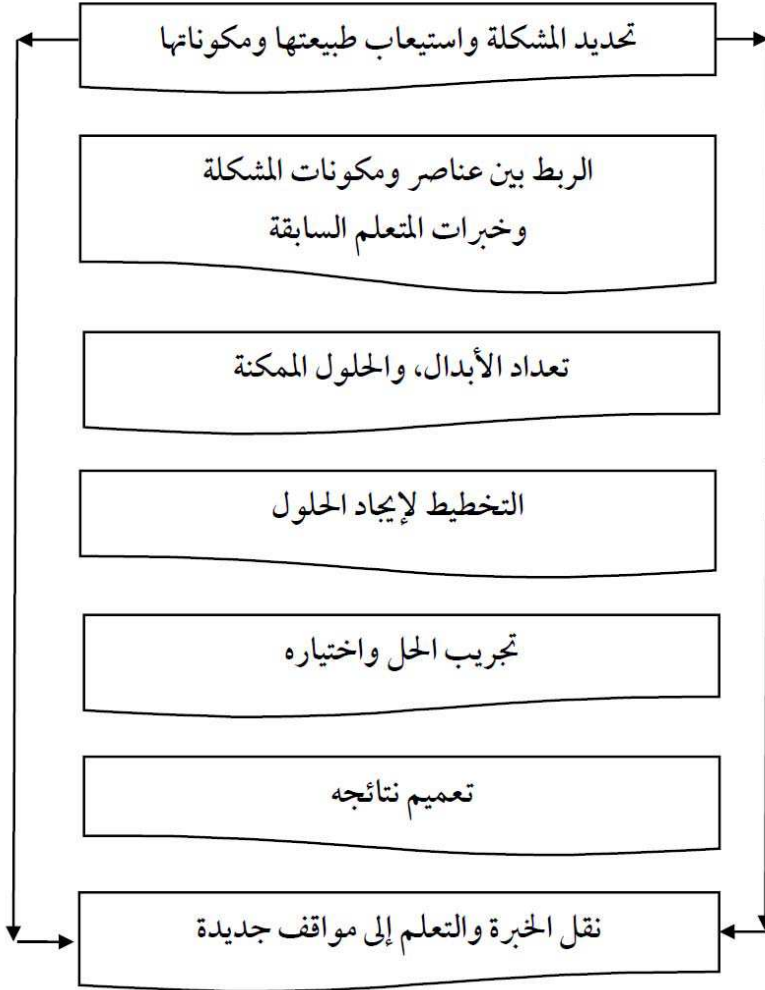 تحديد المشكلة واستيعاب طبيعتها ومكوناتها
الربط بين عناصر ومكونات المشكلة
وخبرات المتعلم السابقة
تعداد الأبدال، والحلول الممكنة
التخطيط لإيجاد الحلول
تجريب الحل واختياره
تعميم نتائجه
نقل الخبرة والتعلم إلى مواقف جديدة